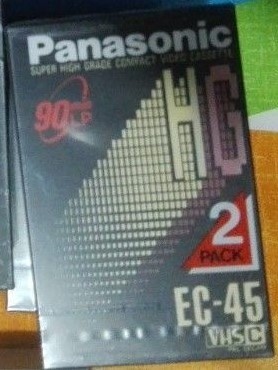 Panasonic
SUPER HIGH GRADE COMPACT VIDEO CASSETTE
HG
90
LP
2
PACK
EC-45
VHS C